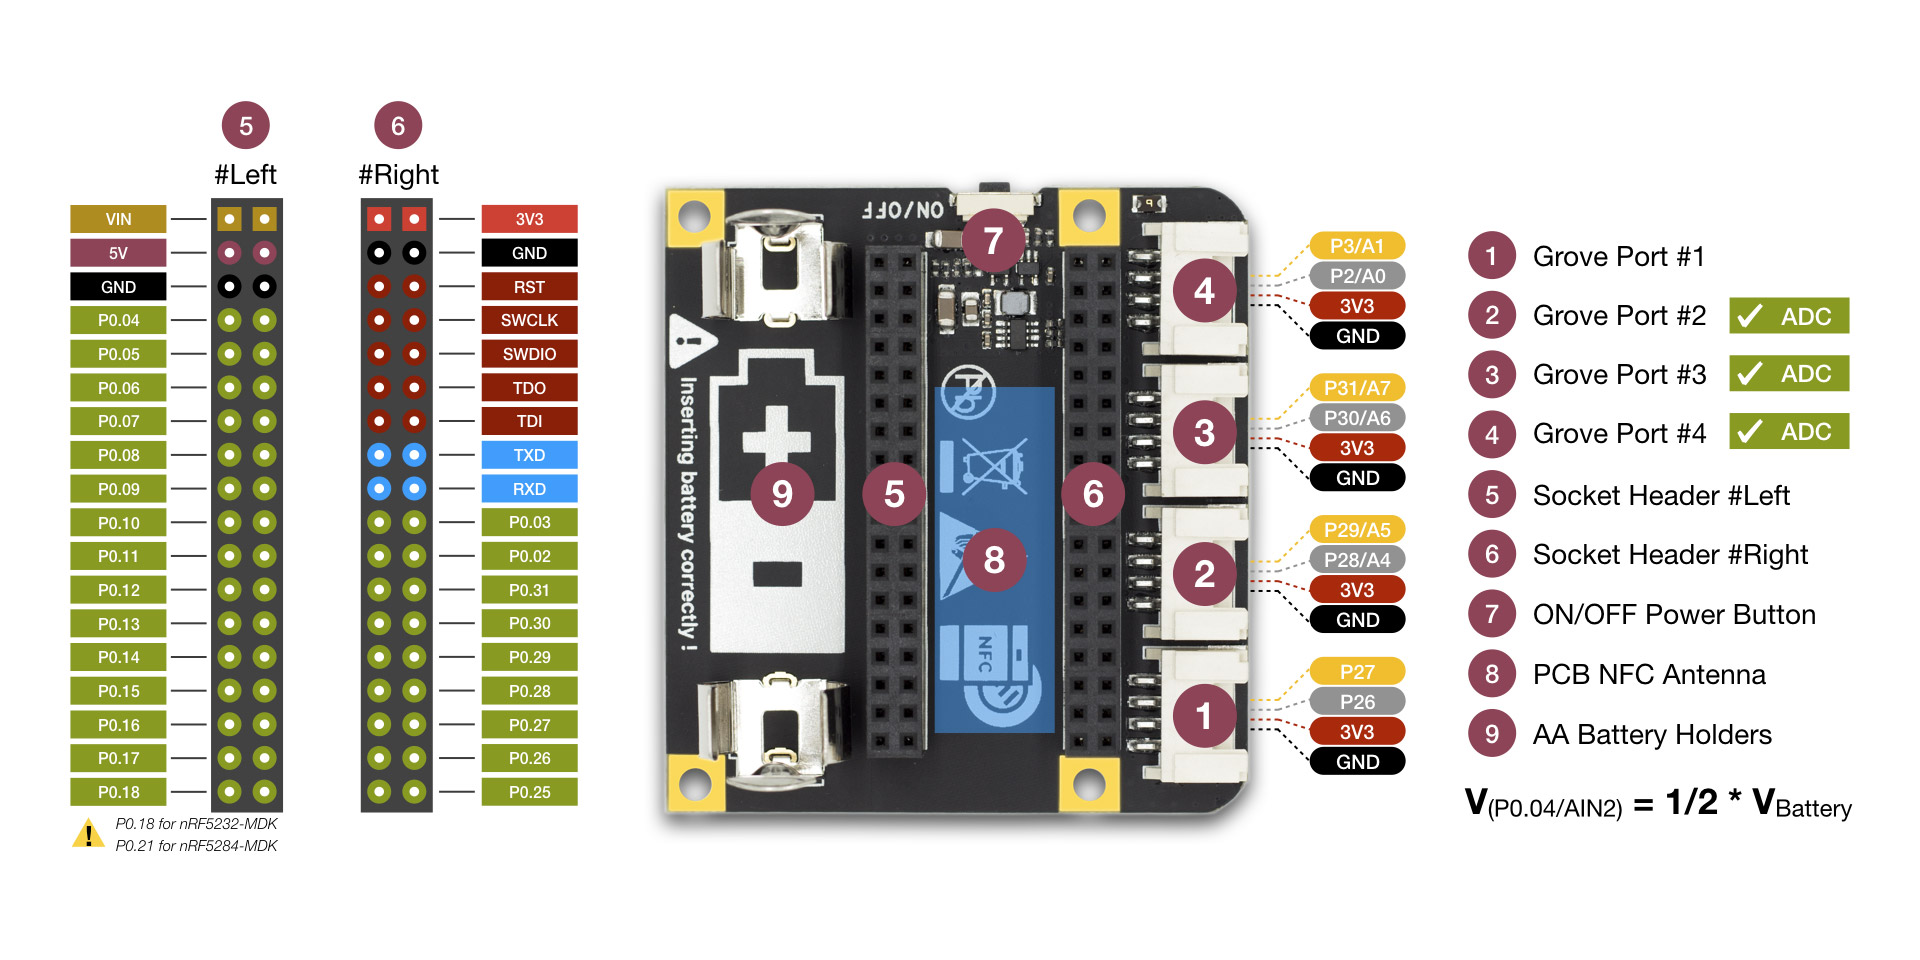 5
#Left
VIN
5V
GND
P0.04
P0.05
P0.06
P0.07
P0.08
P0.09
P0.10
P0.11
P0.12
P0.13
P0.14
P0.15
P0.16
P0.17
P0.18
P0.18 for nRF5232-MDK
P0.21 for nRF5284-MDK
6
#Right
3V3
GND
RST
SWCLK
SWDIO
TDO
TDI
TXD
RXD
P0.03
P0.02
P0.31
P0.30
P0.29
P0.28
P0.27
P0.26
P0.25
ON/OFF
Inserting battery correctly !
NFC
7
4
3
9
5
6
8
2
1
P3/A1
P2/A0
3V3
GND
P31/A7
P30/A6
3V3
GND
P29/A5
P28/A4
3V3
GND
P27
P26
3V3
GND
1 Grove Port #1
2 Grove Port #2 ✓ ADC
3 Grove Port #3 ✓ ADC
4 Grove Port #4 ✓ ADC
5 Socket Header #Left
6 Socket Header #Right
7 ON/OFF Power Button
8 PCB NFC Antenna
9 AA Battery Holders
V(P0.04/AIN2) = 1/2 * VBattery